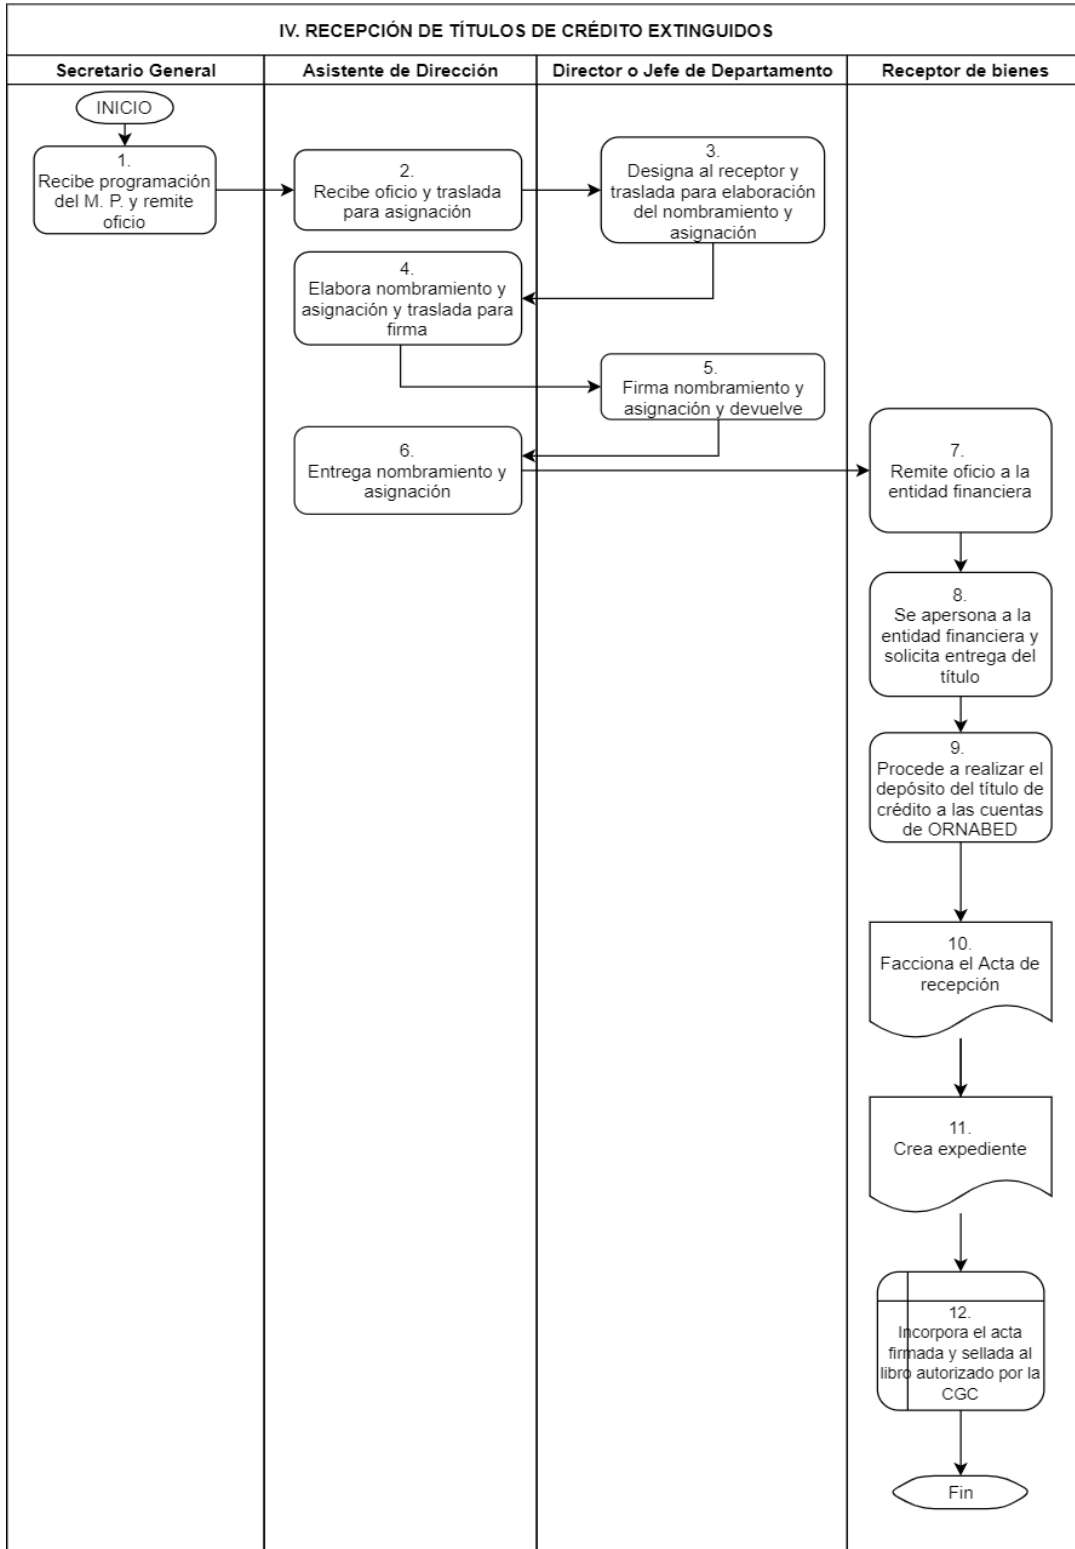 IV. RECEPCIÓN DE TÍTULOS DE CRÉDITO EXTINGUIDOS
Secretario General
Asistente de Dirección
Director o Jefe de Departamento
Receptor de bienes
INICIO
1.
Recibe programación
del M. P. y remite
oficio
2.
Recibe oficio y traslada
para asignación
3.
Designa al receptor y
traslada para elaboración
del nombramiento y
asignación
4.
Elabora nombramiento y
asignación y traslada para
firma
5.
Firma nombramiento y
asignación y devuelve
6.
Entrega nombramiento y
asignación
7.
Remite oficio a la
entidad financiera
8.
Se apersona a la
entidad financiera y
solicita entrega del
título
9.
Procede a realizar el
depósito del título de
crédito a las cuentas
de ORNABED
10.
Facciona el Acta de
recepción
11.
Crea expediente
12.
Incorpora el acta
firmada y sellada al
libro autorizado por la
CGC
Fin